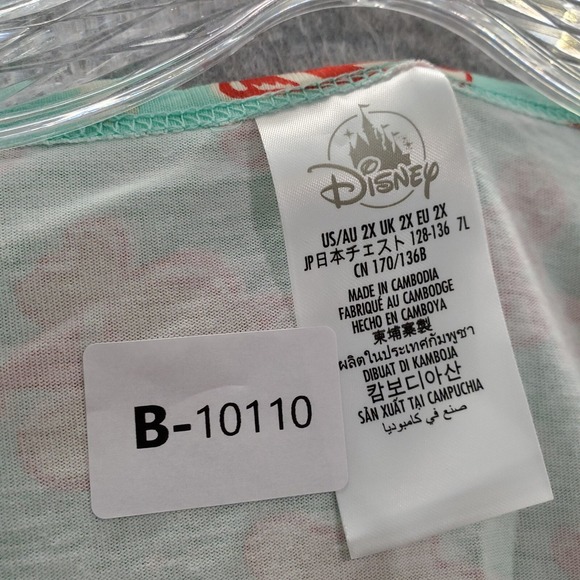 Disney
US/AU 2X UK 2X EU 2X
JP日本チェスト 128-136 7L
CN 170/136B
MADE IN CAMBODIA
FABRIQUÉ AU CAMBODGE
HECHO EN CAMBOYA
柬埔寨製
ผลิตในประเทศกัมพูชา
DIBUAT DI KAMBOJA
캄보디아산
SẢN XUẤT TẠI CAMPUCHIA
صنع في كامبوديا
B-10110